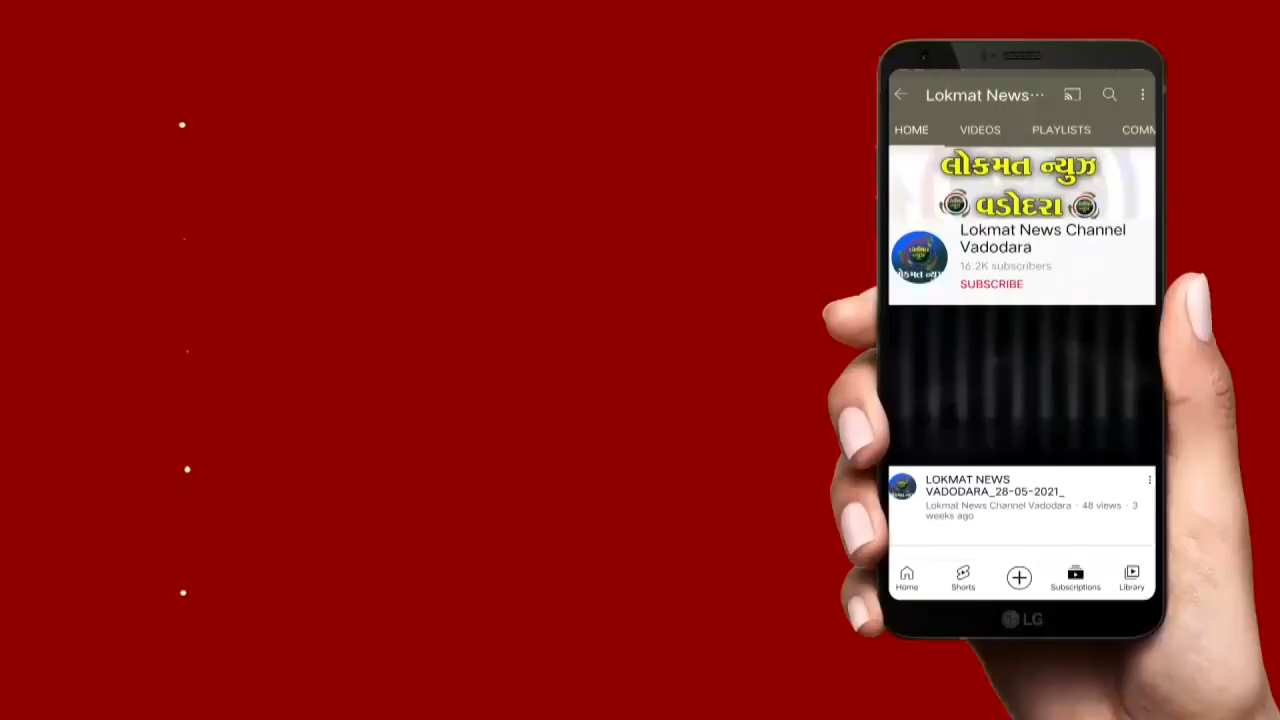 Lokmat News...
HOME VIDEOS PLAYLISTS COMM
લોકમત ન્યુઝ
વડોદરા
Lokmat News Channel
Vadodara
16.2K subscribers
SUBSCRIBE
LOKMAT NEWS
VADODARA_28-05-2021_
Lokmat News Channel Vadodara · 48 views · 3
weeks ago
Home Shorts Subscriptions Library
LG